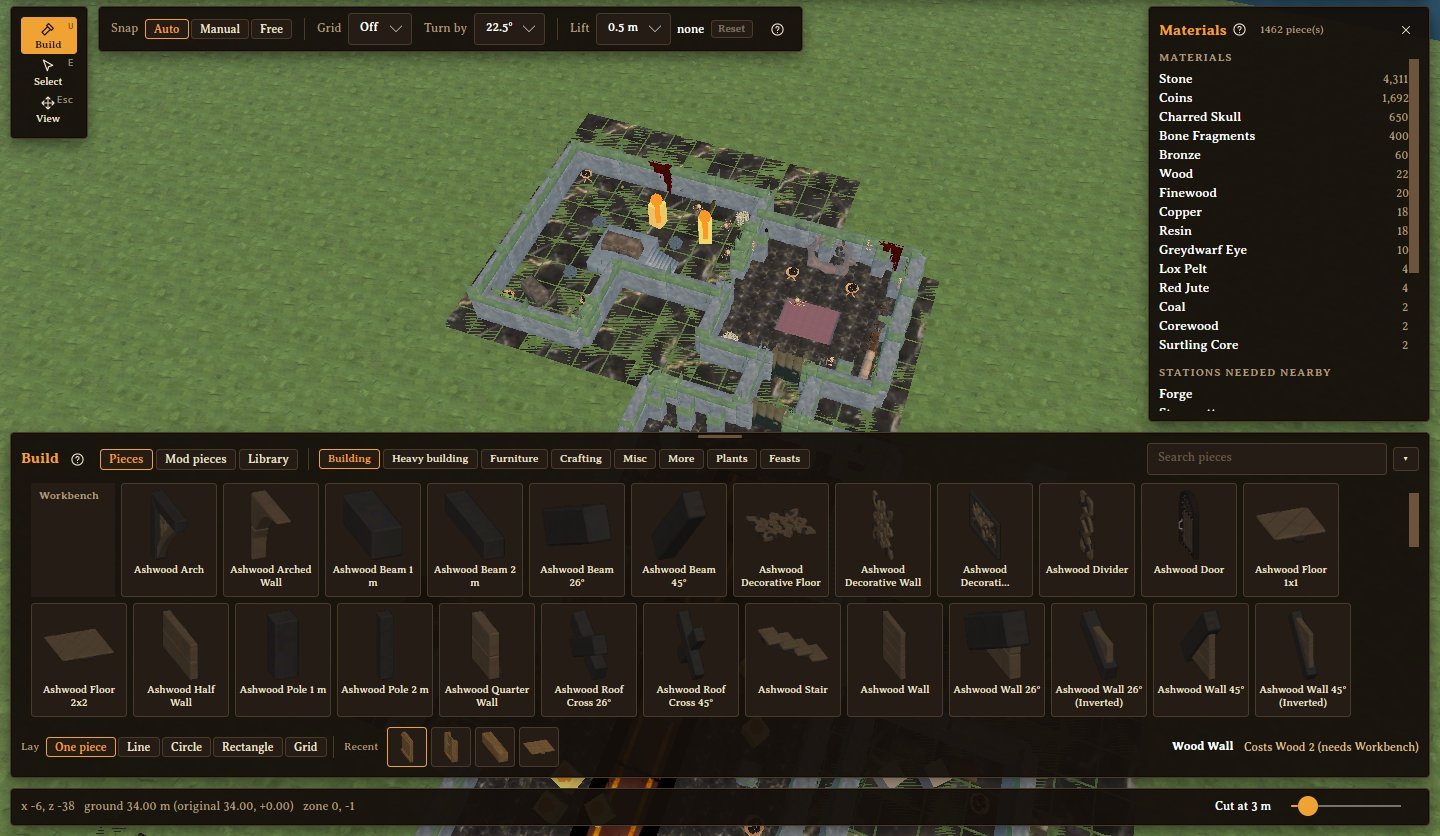 Build U
Select E
View Esc
Snap Auto Manual Free Grid Off Turn by 22.5° Lift 0.5 m none Reset ?
Materials ? 1462 piece(s)
MATERIALS
Stone 4,311
Coins 1,692
Charred Skull 650
Bone Fragments 400
Bronze 60
Wood 22
Finewood 20
Copper 18
Resin 18
Greydwarf Eye 10
Lox Pelt 4
Red Jute 4
Coal 2
Corewood 2
Surtling Core 2
STATIONS NEEDED NEARBY
Forge
Build ? Pieces Mod pieces Library Building Heavy building Furniture Crafting Misc More Plants Feasts Search pieces
Workbench
Ashwood Arch
Ashwood Arched
Wall
Ashwood Beam 1
m
Ashwood Beam 2
m
Ashwood Beam
26°
Ashwood Beam
45°
Ashwood
Decorative Floor
Ashwood
Decorative Wall
Ashwood
Decorati...
Ashwood Divider
Ashwood Door
Ashwood Floor
1x1
Ashwood Floor
2x2
Ashwood Half
Wall
Ashwood Pole 1 m
Ashwood Pole 2 m
Ashwood Quarter
Wall
Ashwood Roof
Cross 26°
Ashwood Roof
Cross 45°
Ashwood Stair
Ashwood Wall
Ashwood Wall 26°
Ashwood Wall 26°
(Inverted)
Ashwood Wall 45°
Ashwood Wall 45°
(Inverted)
Lay One piece Line Circle Rectangle Grid Recent Wood Wall Costs Wood 2 (needs Workbench)
x -6, z -38 ground 34.00 m (original 34.00, +0.00) zone 0, -1 Cut at 3 m